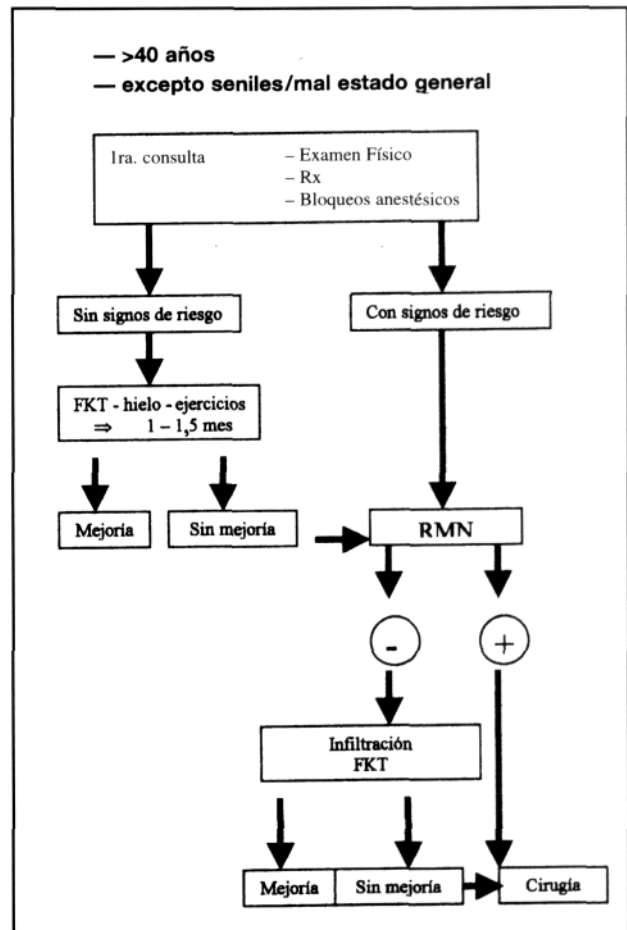 — >40 años
— excepto seniles/mal estado general
1ra. consulta – Examen Físico
– Rx
– Bloqueos anestésicos
Sin signos de riesgo
Con signos de riesgo
FKT - hielo - ejercicios
⇒ 1 – 1,5 mes
Mejoría
Sin mejoría
RMN
-
+
Infiltración
FKT
Mejoría
Sin mejoría
Cirugía